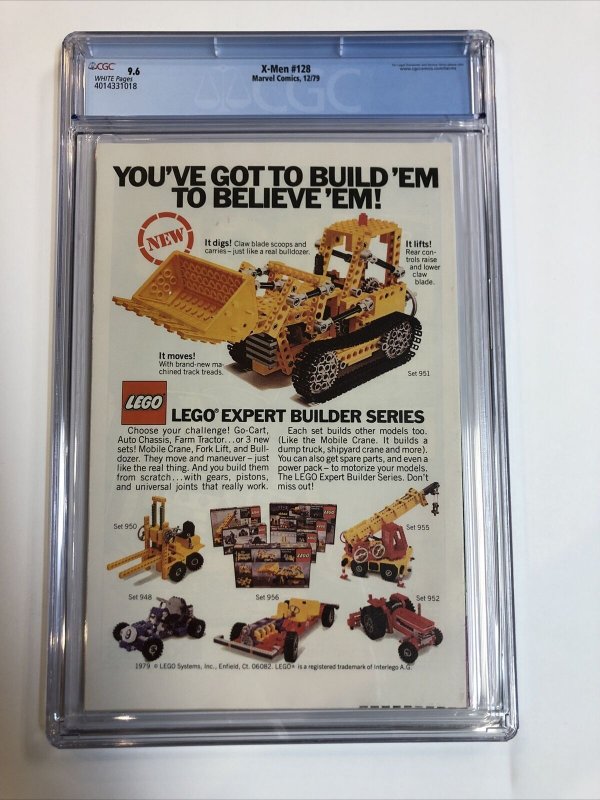 CGC 9.6
WHITE Pages
4014331018
X-Men #128
Marvel Comics, 12/79
CGC
YOU'VE GOT TO BUILD 'EM
TO BELIEVE 'EM!
NEW
It digs! Claw blade scoops and
carries – just like a real bulldozer.
It lifts!
Rear con-
trols raise
and lower
claw
blade.
It moves!
With brand-new ma-
chined track treads.
Set 951
LEGO
LEGO® EXPERT BUILDER SERIES
Choose your challenge! Go-Cart,
Auto Chassis, Farm Tractor...or 3 new
sets! Mobile Crane, Fork Lift, and Bull-
dozer. They move and maneuver – just
like the real thing. And you build them
from scratch...with gears, pistons,
and universal joints that really work.
Each set builds other models too.
(Like the Mobile Crane. It builds a
dump truck, shipyard crane and more).
You can also get spare parts, and even a
power pack – to motorize your models.
The LEGO Expert Builder Series. Don't
miss out!
Set 950
Set 955
Set 948
Set 956
Set 952
9
1979 © LEGO Systems, Inc., Enfield, Ct. 06082. LEGO® is a registered trademark of Interlego A.G.